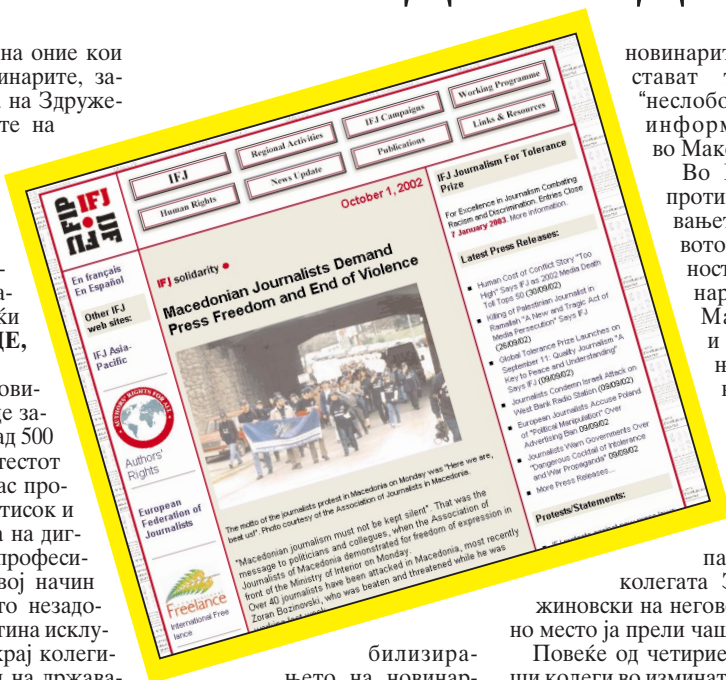 на оние кои
инарите, за-
на Здруже-
те на
ќи
ЦЕ,
ови-
де за-
ад 500
тестот
ас про-
тисок и
а на диг-
професи-
вој начин
то незадо-
тина исклу-
крај колеги-
и на држава-
IFJ
Regional Activities
IFJ Campaigns
Working Programme
Human Rights
News Update
Publications
Links & Resources
FIP IFJ
IJF
En français
En Español
Other IFJ
web sites:
IFJ Asia-
Pacific
AUTHORS' RIGHTS FOR ALL
Authors'
Rights
European
Federation of
Journalists
Freelance
International Free
lance
October 1, 2002
IFJ solidarity
Macedonian Journalists Demand
Press Freedom and End of Violence
The motto of the journalists protest in Macedonia on Monday was "Here we are,
beat us!". Photo courtesy of the Association of Journalists in Macedonia.
"Macedonian journalism must not be kept silent". That was the
message to politicians and collegues, when the Association of
Journalists of Macedonia demonstrated for freedom of expression in
front of the Ministry of Interior on Monday.
Over 40 journalists have been attacked in Macedonia, most recently
Zoran Bozinovski, who was beaten and threatened while he was
IFJ Journalism For Tolerance
Prize
For Excellence in Journalism Combating
Racism and Discrimination. Entries Close
7 January 2003. More information.
Latest Press Releases:
Human Cost of Conflict Story "Too
High" Says IFJ as 2002 Media Death
Toll Tops 50 (30/09/02)
Killing of Palestinian Journalist in
Ramallah "A New and Tragic Act of
Media Persecution" Says IFJ
(26/09/02)
Global Tolerance Prize Launches on
September 11: Quality Journalism "A
Key to Peace and Understanding"
Says IFJ (09/09/02)
Journalists Condemn Israel Attack on
West Bank Radio Station (09/09/02)
European Journalists Accuse Poland
of "Political Manipulation" Over
Advertising Ban 09/09/02
Journalists Warn Governments Over
"Dangerous Cocktail of Intolerance
and War Propaganda" 09/09/02
More Press Releases...
Protests/Statements:
билизира-
њето на новинар-
новинарит
стават т
“неслобо
информ
во Маке
Во
проти
вањет
вото
ност
нар
Ма
и
па
колегата З
жиновски на негов
но место ја прели чаш
Повеќе од четирие
ши колеги во изминат